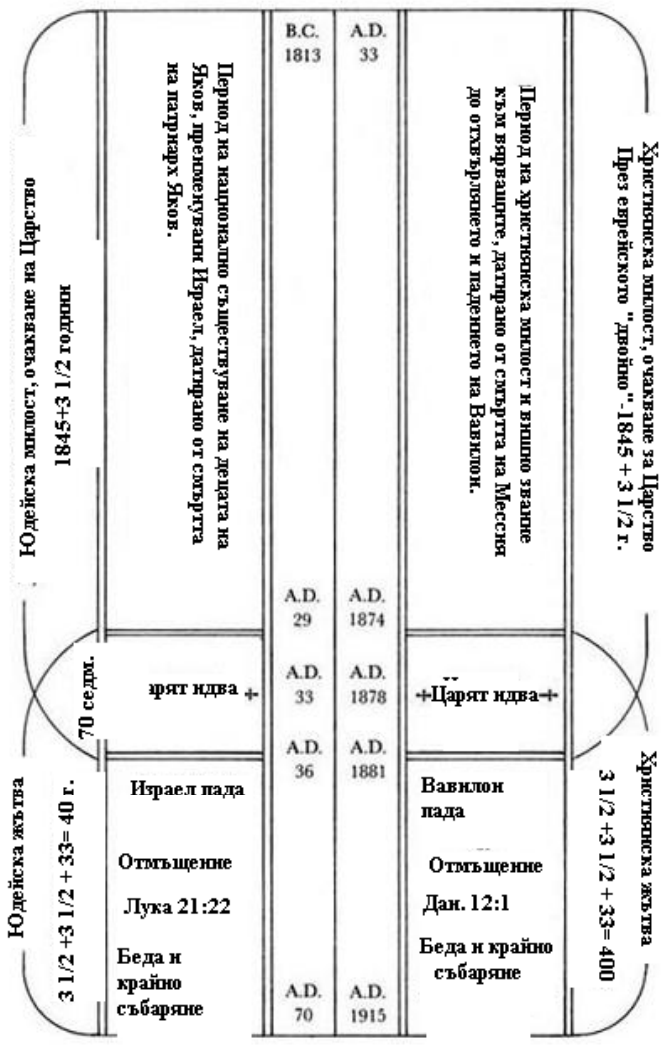 Юдейска милост, очакване на Царство
1845+3 1/2 години
Период на национално съществуване на децата на
Яков, преименувани Израел, датирано от смъртта
на патриарх Яков.
B.C.
1813
A.D.
33
Период на християнска милост и вишно звание
към вярващите, датирано от смъртта на Мессия
до отхвърлянето и падението на Вавилон.
Християнска милост, очакване за Царство
През еврейското "двойно"-1845 + 3 1/2 г.
A.D.
29
A.D.
1874
70 седм.
арят идва
A.D.
33
A.D.
1878
Царят идва
A.D.
36
A.D.
1881
Юдейска жътва
3 1/2 +3 1/2 + 33= 40 г.
Израел пада
Отмъщение
Лука 21:22
Беда и
крайно
събаряне
Вавилон
пада
Отмъщение
Дан. 12:1
Беда и крайно
събаряне
Християнска жътва
3 1/2 +3 1/2 + 33= 400
A.D.
70
A.D.
1915